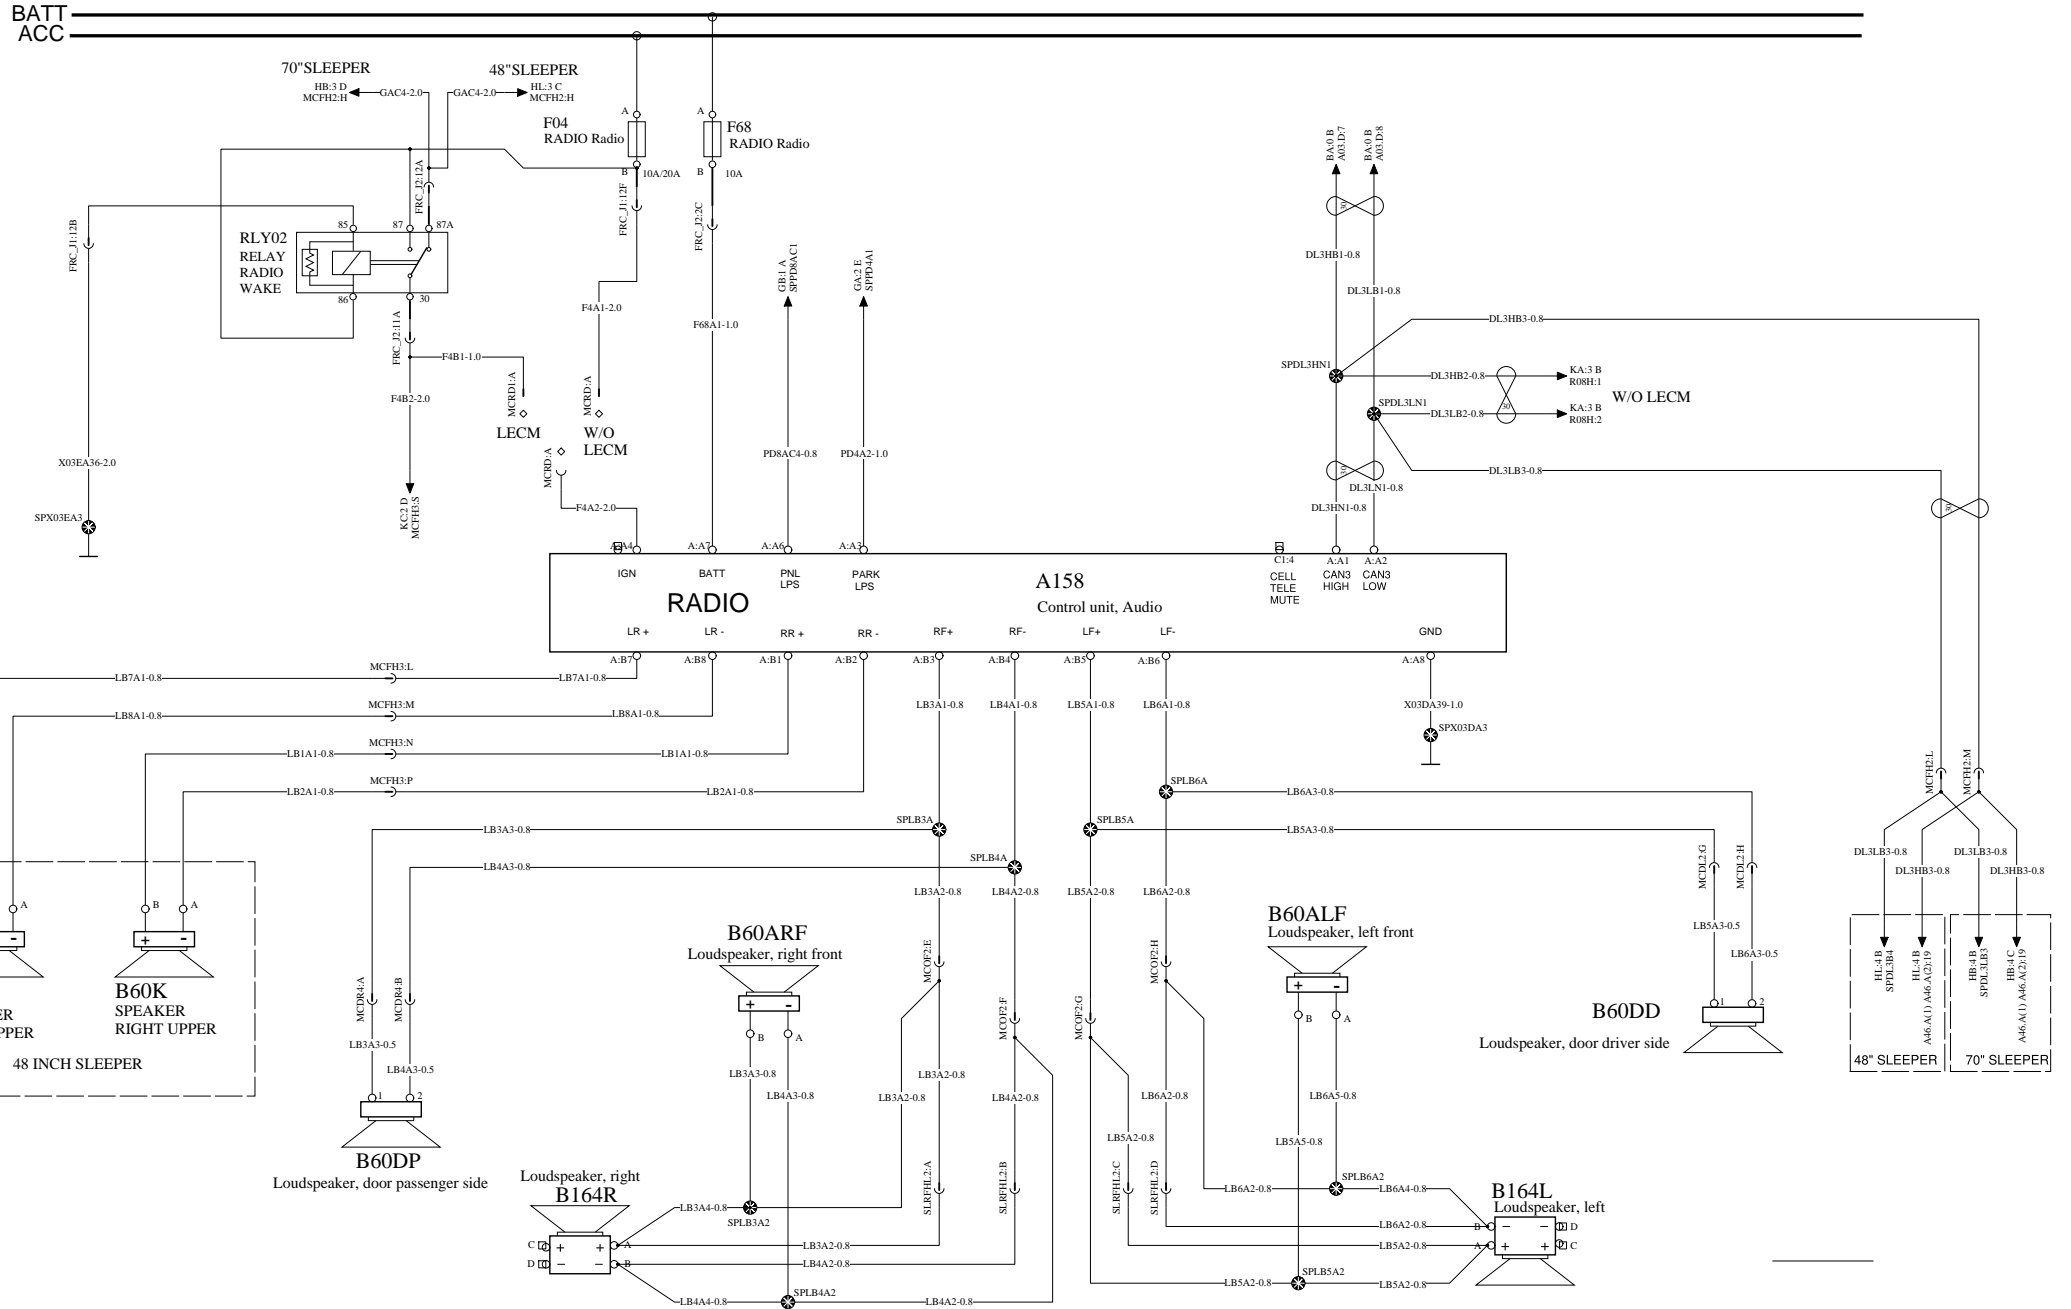 BATT
ACC
70"SLEEPER
HB:3 D
MCFH2:H
GAC4-2.0
GAC4-2.0
48"SLEEPER
HL:3 C
MCFH2:H
A
A
F04
RADIO Radio
F68
RADIO Radio
B
10A/20A
B
10A
FRC_J2:12A
FRC_J1:12F
FRC_J2:2C
FRC_J1:12B
85
87
87A
RLY02
RELAY
RADIO
WAKE
86
30
FRC_J2:11A
F4B1-1.0
F4B2-2.0
MCRD1:A
LECM
F4A1-2.0
MCRD:A
W/O
LECM
MCRD:A
F4A2-2.0
F68A1-1.0
GB:1 A
SPPD8AC1
GA:2 E
SPPD4A1
PD8AC4-0.8
PD4A2-1.0
X03EA36-2.0
SPX03EA3
KC:2 D
MCFH3:S
BA:0 B
A03.D:7
BA:0 B
A03.D:8
30
DL3HB1-0.8
DL3LB1-0.8
DL3HB3-0.8
SPDL3HN1
DL3HB2-0.8
KA:3 B
R08H:1
W/O LECM
SPDL3LN1
DL3LB2-0.8
30
KA:3 B
R08H:2
30
DL3LB3-0.8
DL3LN1-0.8
DL3HN1-0.8
30
A:A4
A:A7
A:A6
A:A3
C1:4
A:A1
A:A2
IGN
BATT
PNL
LPS
PARK
LPS
A158
Control unit, Audio
RADIO
CELL
TELE
MUTE
CAN3
HIGH
CAN3
LOW
LR +
LR -
RR +
RR -
RF+
RF-
LF+
LF-
GND
A:B7
A:B8
A:B1
A:B2
A:B3
A:B4
A:B5
A:B6
A:A8
LB7A1-0.8
MCFH3:L
LB7A1-0.8
LB8A1-0.8
MCFH3:M
LB8A1-0.8
LB3A1-0.8
LB4A1-0.8
LB5A1-0.8
LB6A1-0.8
X03DA39-1.0
SPX03DA3
LB1A1-0.8
MCFH3:N
LB1A1-0.8
LB2A1-0.8
MCFH3:P
LB2A1-0.8
SPLB6A
LB6A3-0.8
SPLB3A
LB3A3-0.8
SPLB5A
LB5A3-0.8
SPLB4A
LB4A3-0.8
MCFH2:L
MCFH2:M
DL3LB3-0.8
DL3HB3-0.8
DL3LB3-0.8
DL3HB3-0.8
MCDL2:G
MCDL2:H
LB3A2-0.8
LB4A2-0.8
LB5A2-0.8
LB6A2-0.8
A
B
A
-
+ -
B60K
SPEAKER
RIGHT UPPER
ER
PPER
48 INCH SLEEPER
B60ARF
Loudspeaker, right front
+ -
B
A
B60ALF
Loudspeaker, left front
+ -
B
A
LB5A3-0.5
LB6A3-0.5
1
2
B60DD
Loudspeaker, door driver side
HL:4 B
SPDL3B4
HL:4 B
A46.A(1) A46.A(2):19
HB:4 B
SPDL3LB3
HB:4 C
A46.A(1) A46.A(2):19
48" SLEEPER
70" SLEEPER
MCDR4:A
MCDR4:B
MCOF2:E
MCOF2:F
MCOF2:G
MCOF2:H
LB3A3-0.5
LB4A3-0.5
1
2
B60DP
Loudspeaker, door passenger side
LB3A3-0.8
LB4A3-0.8
LB3A2-0.8
LB3A2-0.8
LB4A2-0.8
LB5A2-0.8
LB6A2-0.8
LB6A5-0.8
LB5A5-0.8
SLRFHL2:A
SLRFHL2:B
SLRFHL2:C
SLRFHL2:D
Loudspeaker, right
B164R
LB3A4-0.8
SPLB3A2
C + + A
LB3A2-0.8
D - - B
LB4A2-0.8
LB4A4-0.8
SPLB4A2
LB4A2-0.8
SPLB6A2
LB6A2-0.8
LB6A4-0.8
B164L
Loudspeaker, left
LB6A2-0.8
B - - D
LB5A2-0.8
A + + C
SPLB5A2
LB5A2-0.8
LB5A2-0.8